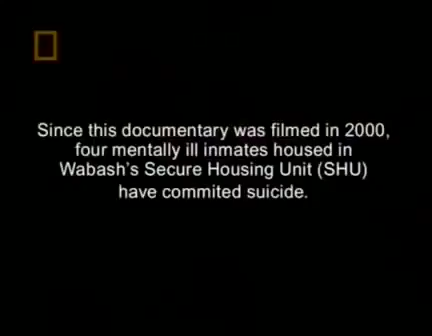 Since this documentary was filmed in 2000,
four mentally ill inmates housed in
Wabash's Secure Housing Unit (SHU)
have commited suicide.